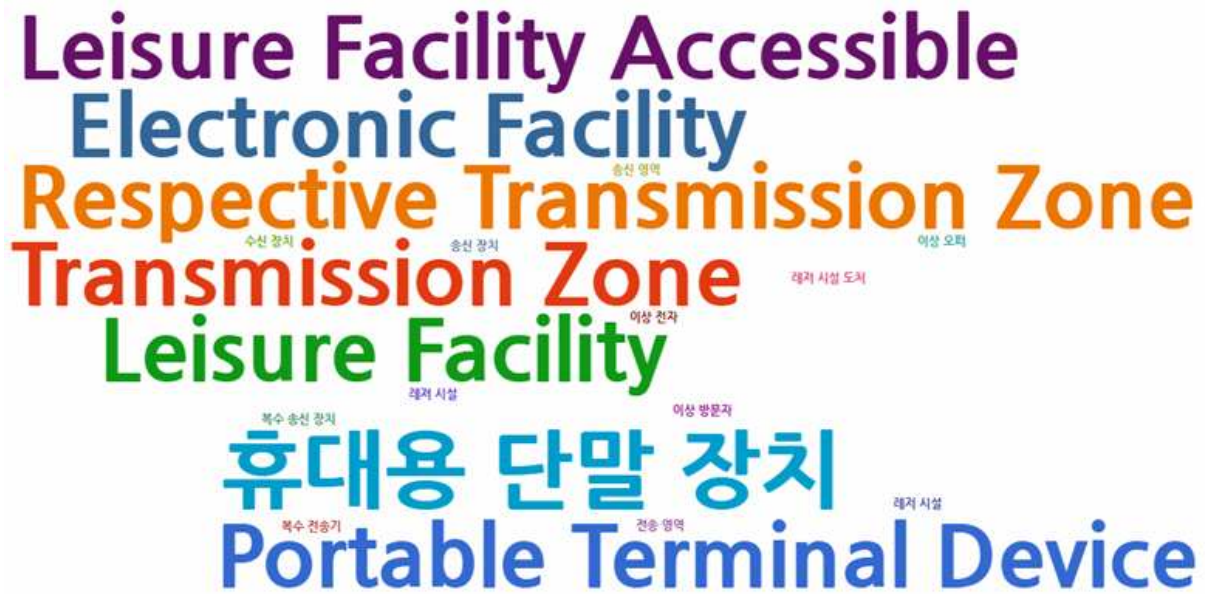 Leisure Facility Accessible
Electronic Facility
송신 영역
Respective Transmission Zone
수신 장치
송신 장치
이상 오퍼
Transmission Zone
레저 시설 도처
이상 전자
Leisure Facility
레저 시설
복수 송신 장치
이상 방문자
휴대용 단말 장치
레저 시설
복수 전송기
전송 영역
Portable Terminal Device